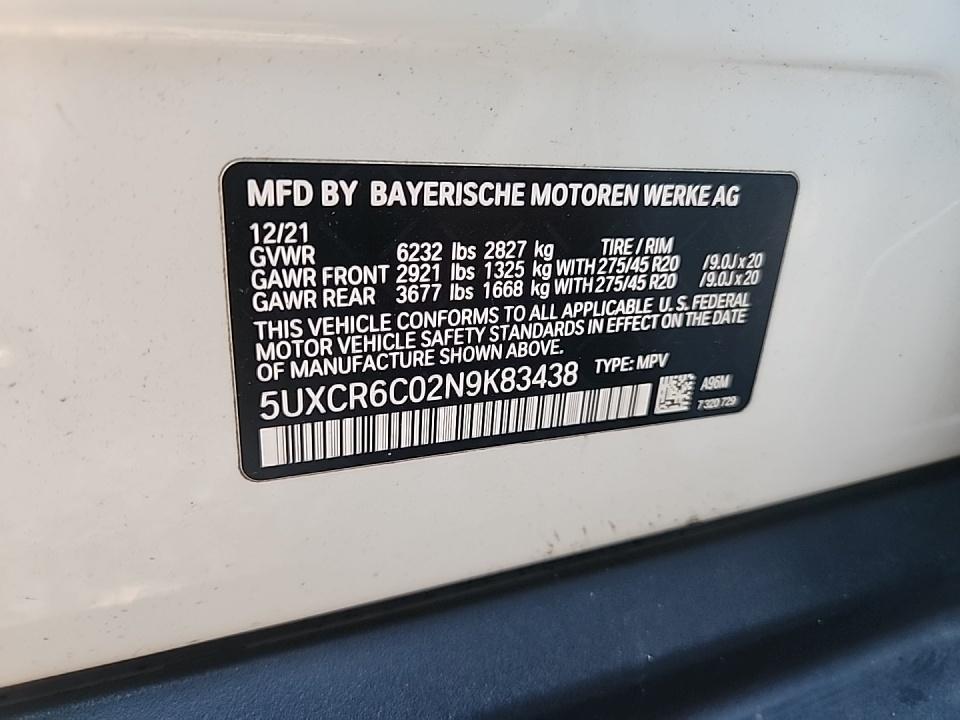 MFD BY BAYERISCHE MOTOREN WERKE AG
12/21
GVWR 6232 lbs 2827 kg TIRE / RIM
GAWR FRONT 2921 lbs 1325 kg WITH 275/45 R20 /9.0J x 20
GAWR REAR 3677 lbs 1668 kg WITH 275/45 R20 /9.0J x 20
THIS VEHICLE CONFORMS TO ALL APPLICABLE U.S. FEDERAL
MOTOR VEHICLE SAFETY STANDARDS IN EFFECT ON THE DATE
OF MANUFACTURE SHOWN ABOVE.
5UXCR6C02N9K83438 TYPE: MPV
A96M
7 320 729